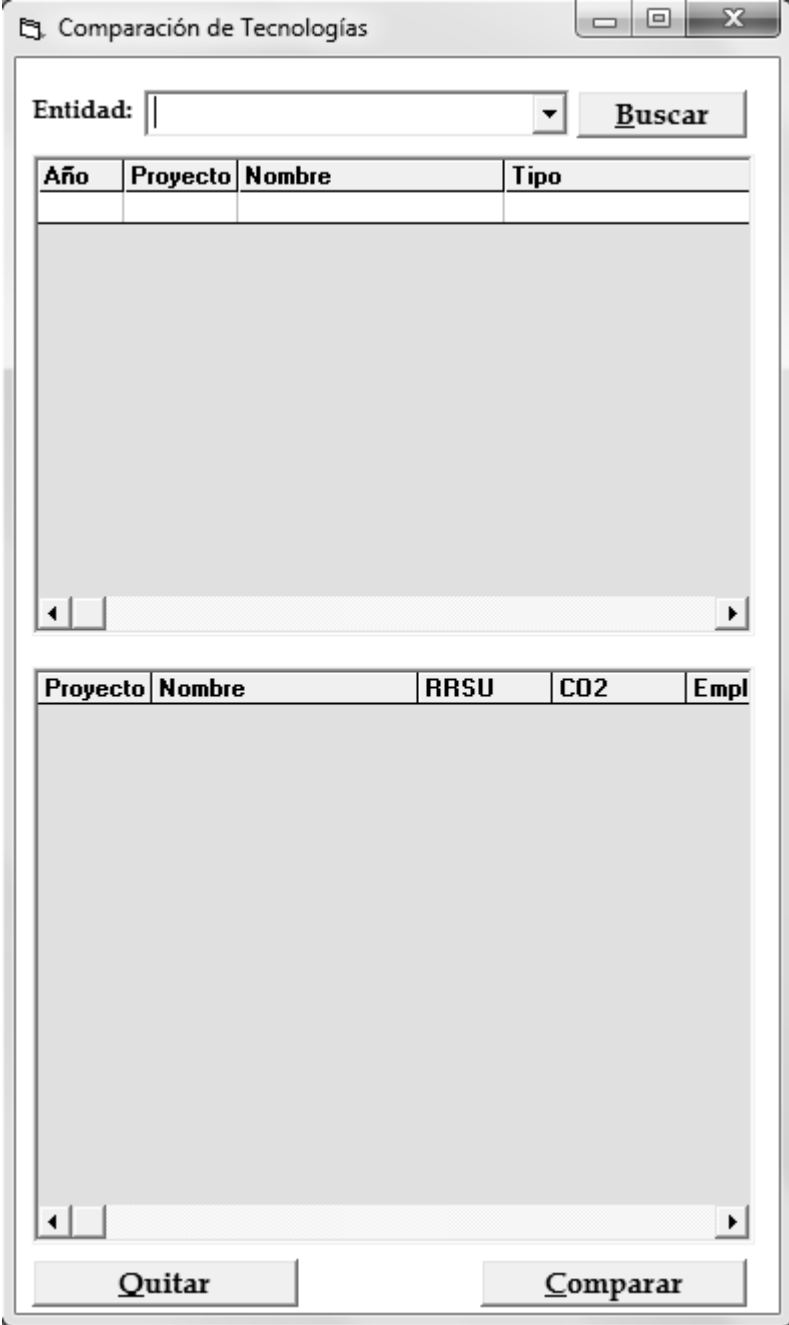 Comparación de Tecnologías
Entidad: Buscar
Año Proyecto Nombre Tipo
Proyecto Nombre RRSU CO2 Empl
Quitar Comparar